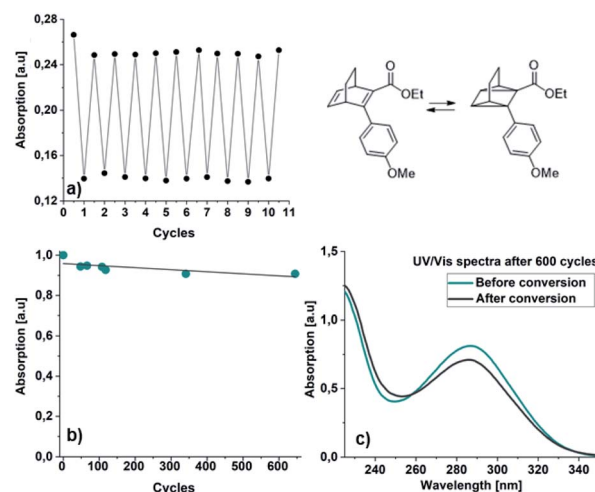 0,28
0,24
0,20
0,16
0,12
Absorption [a.u]
a)
0 1 2 3 4 5 6 7 8 9 10 11
Cycles
O
OEt
OMe
O
OEt
OMe
1,0
0,8
0,6
0,4
0,2
0,0
Absorption [a.u]
b)
0 100 200 300 400 500 600
Cycles
UV/Vis spectra after 600 cycles
Before conversion
After conversion
1,5
1,0
0,5
0,0
Absorption [a.u]
c)
240 260 280 300 320 340
Wavelength [nm]